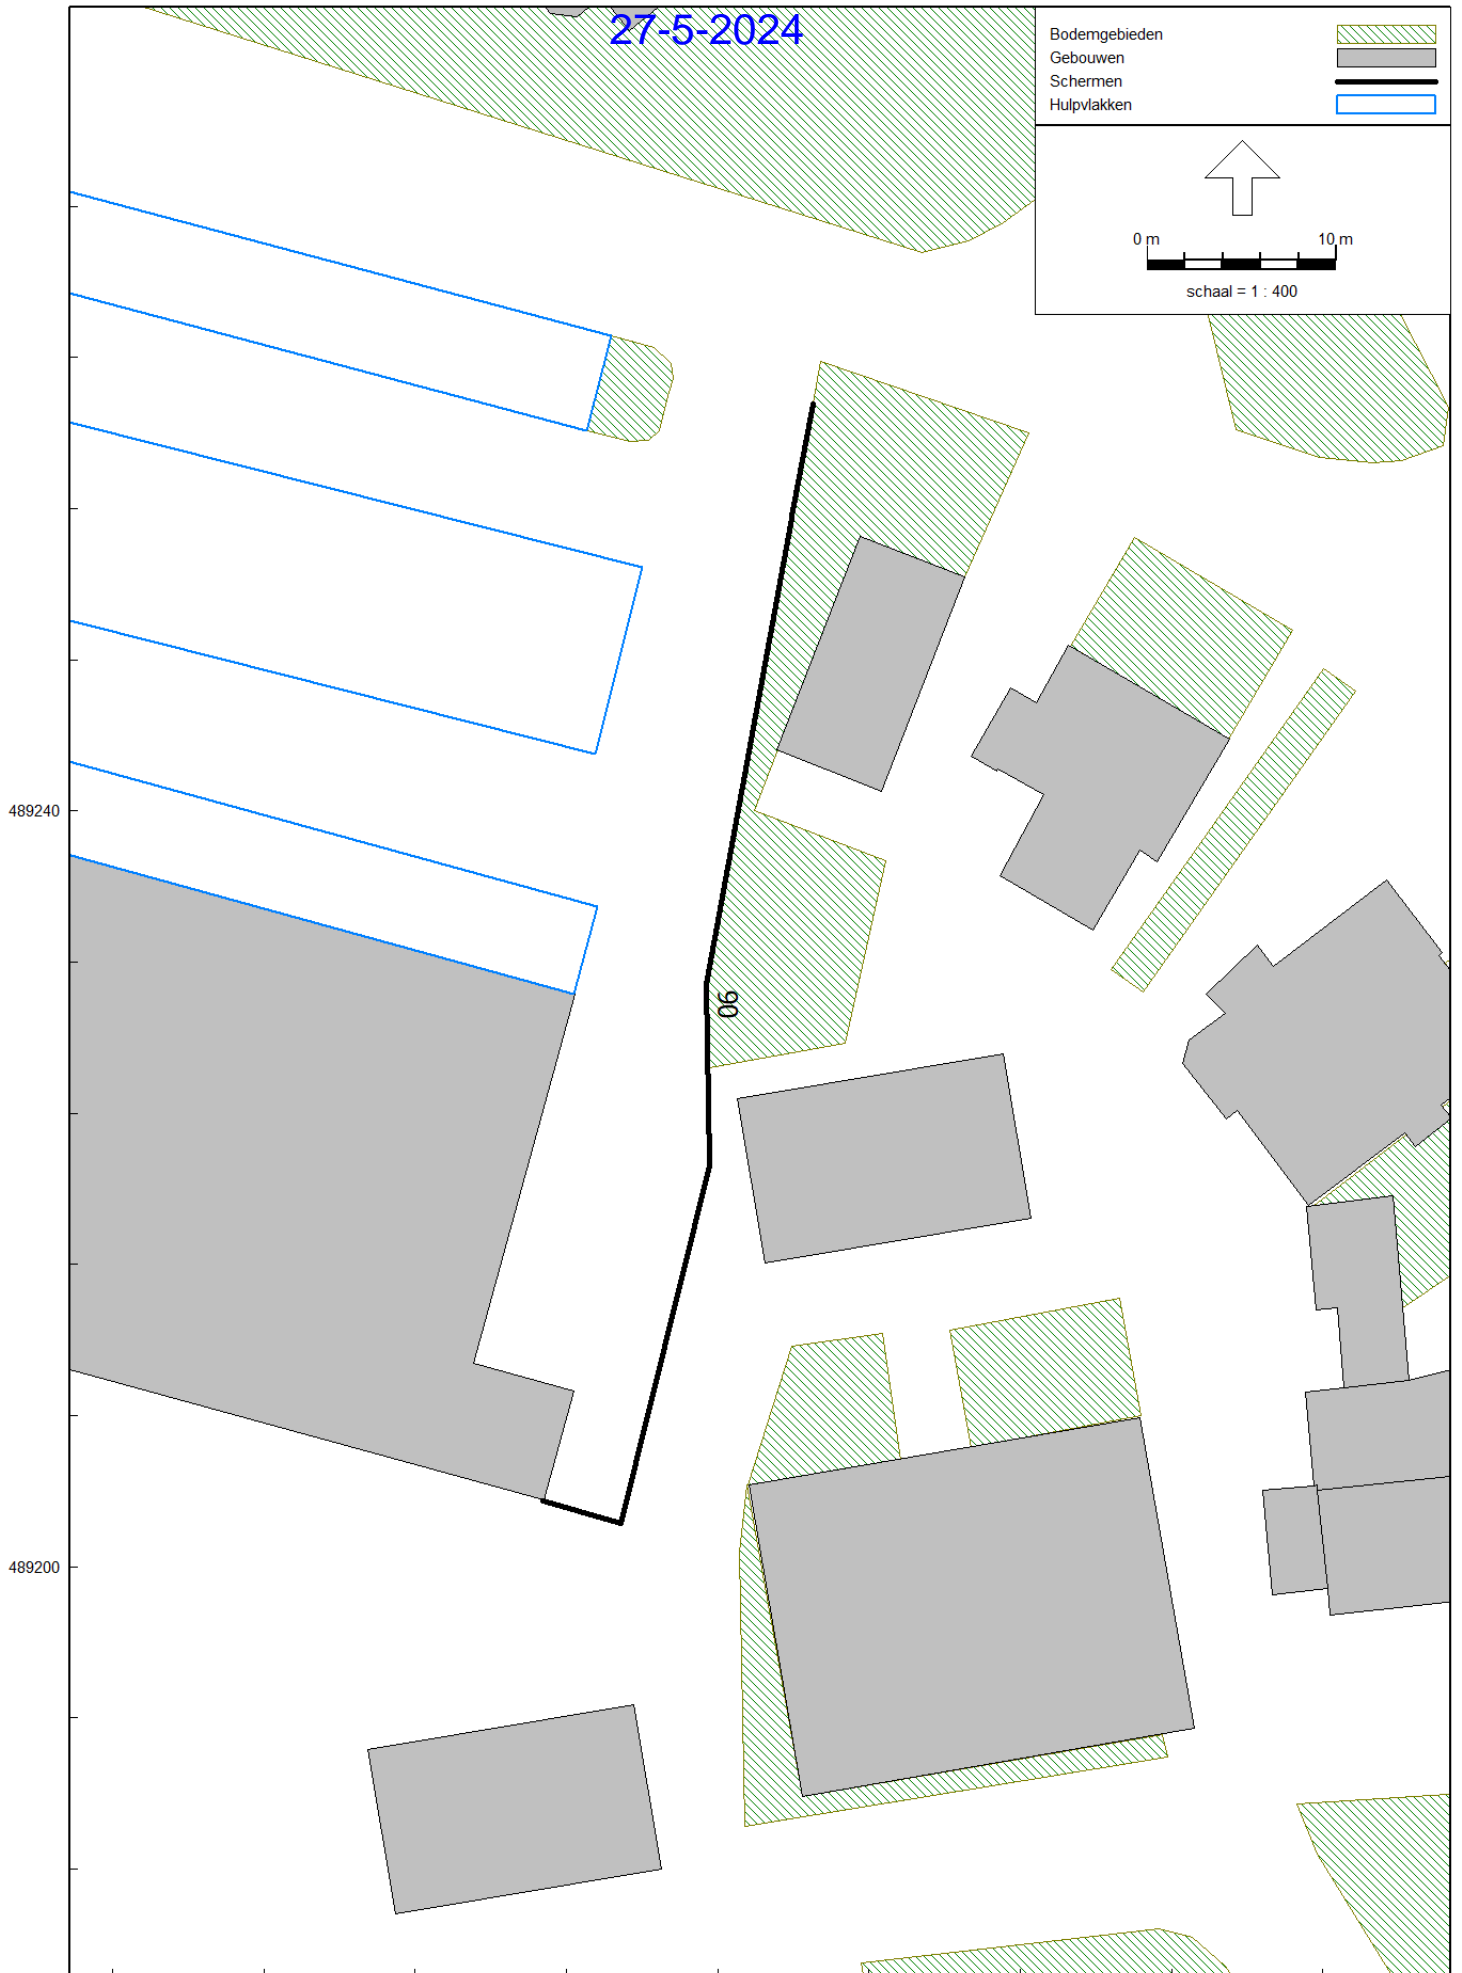 27-5-2024
Bodemgebieden
Gebouwen
Schermen
Hulpvlakken
0 m 10 m
schaal = 1 : 400
489240
06
489200